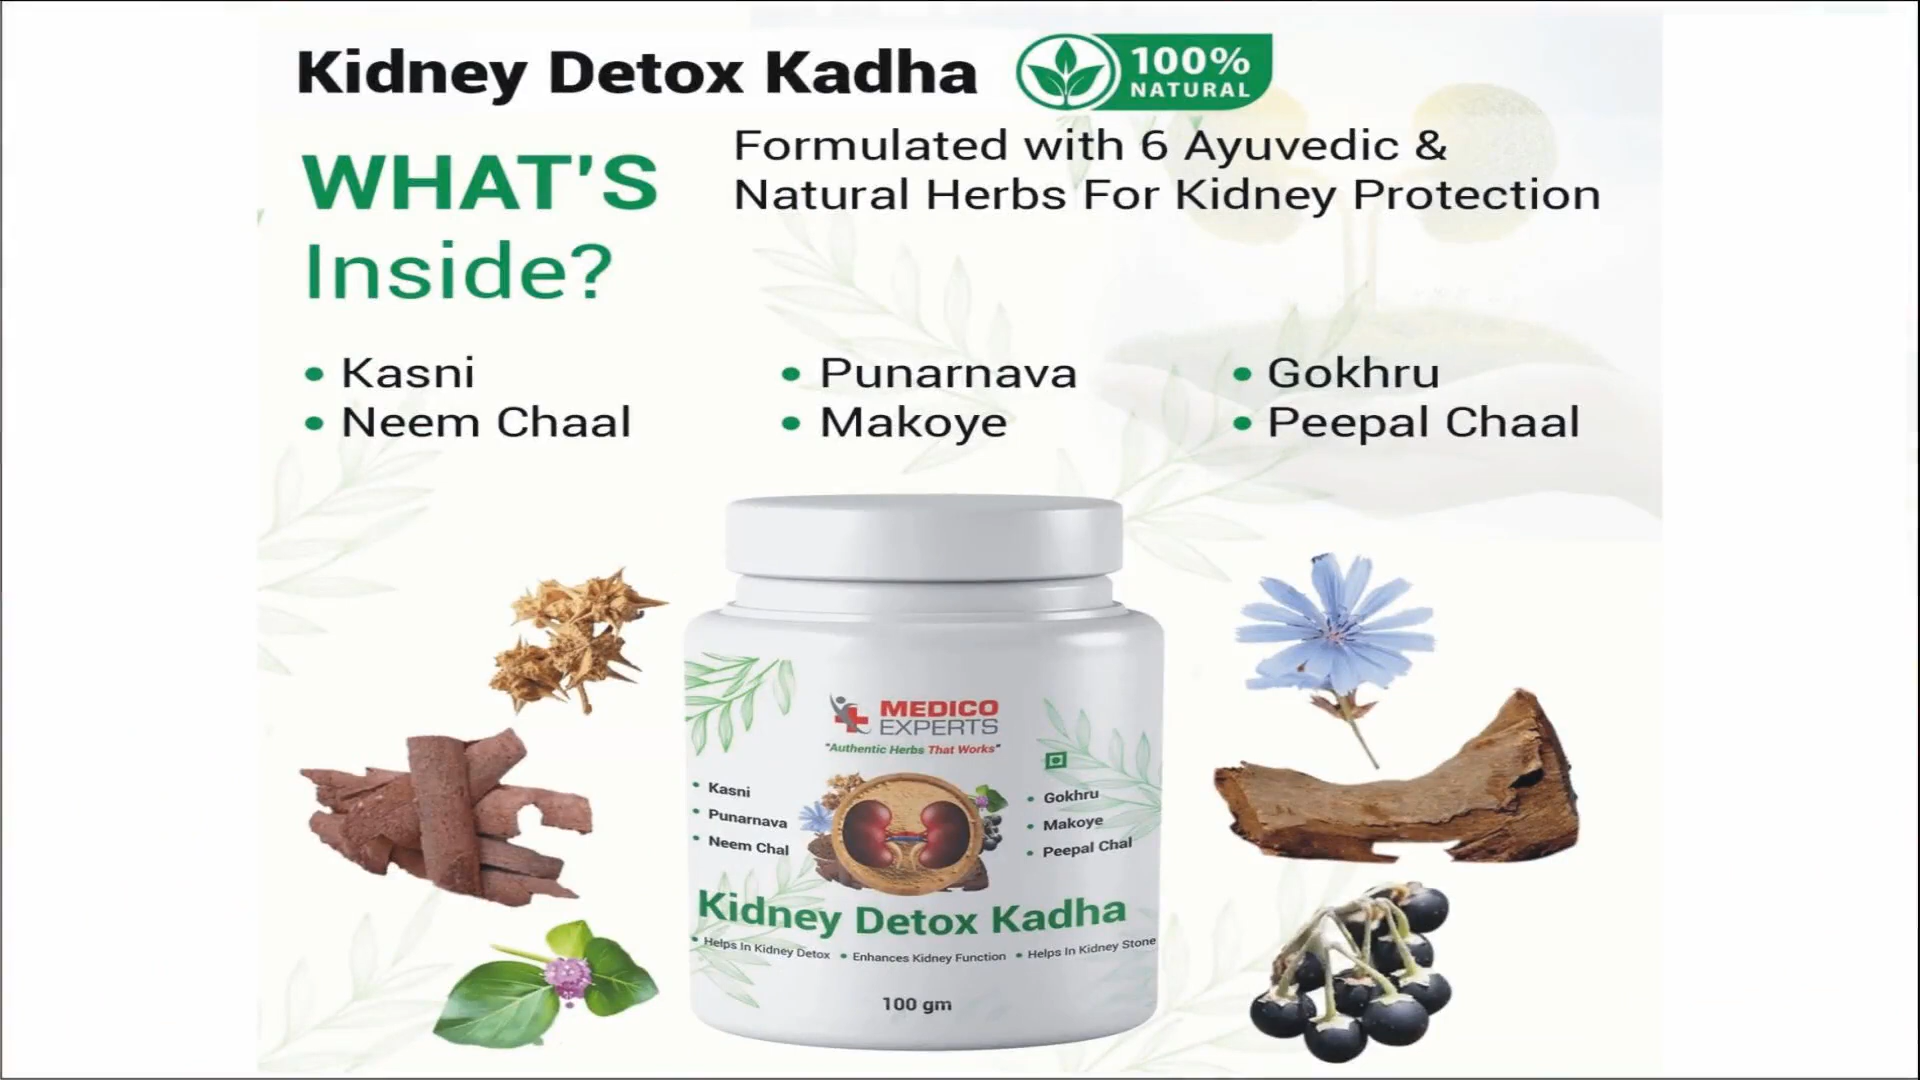 Kidney Detox Kadha
100%
NATURAL
WHAT'S
Inside?
Formulated with 6 Ayuvedic &
Natural Herbs For Kidney Protection
• Kasni
• Neem Chaal
• Punarnava
• Makoye
• Gokhru
• Peepal Chaal
MEDICO
EXPERTS
"Authentic Herbs That Works"
• Kasni
• Punarnava
• Neem Chal
• Gokhru
• Makoye
• Peepal Chal
Kidney Detox Kadha
• Helps In Kidney Detox • Enhances Kidney Function • Helps In Kidney Stone
100 gm